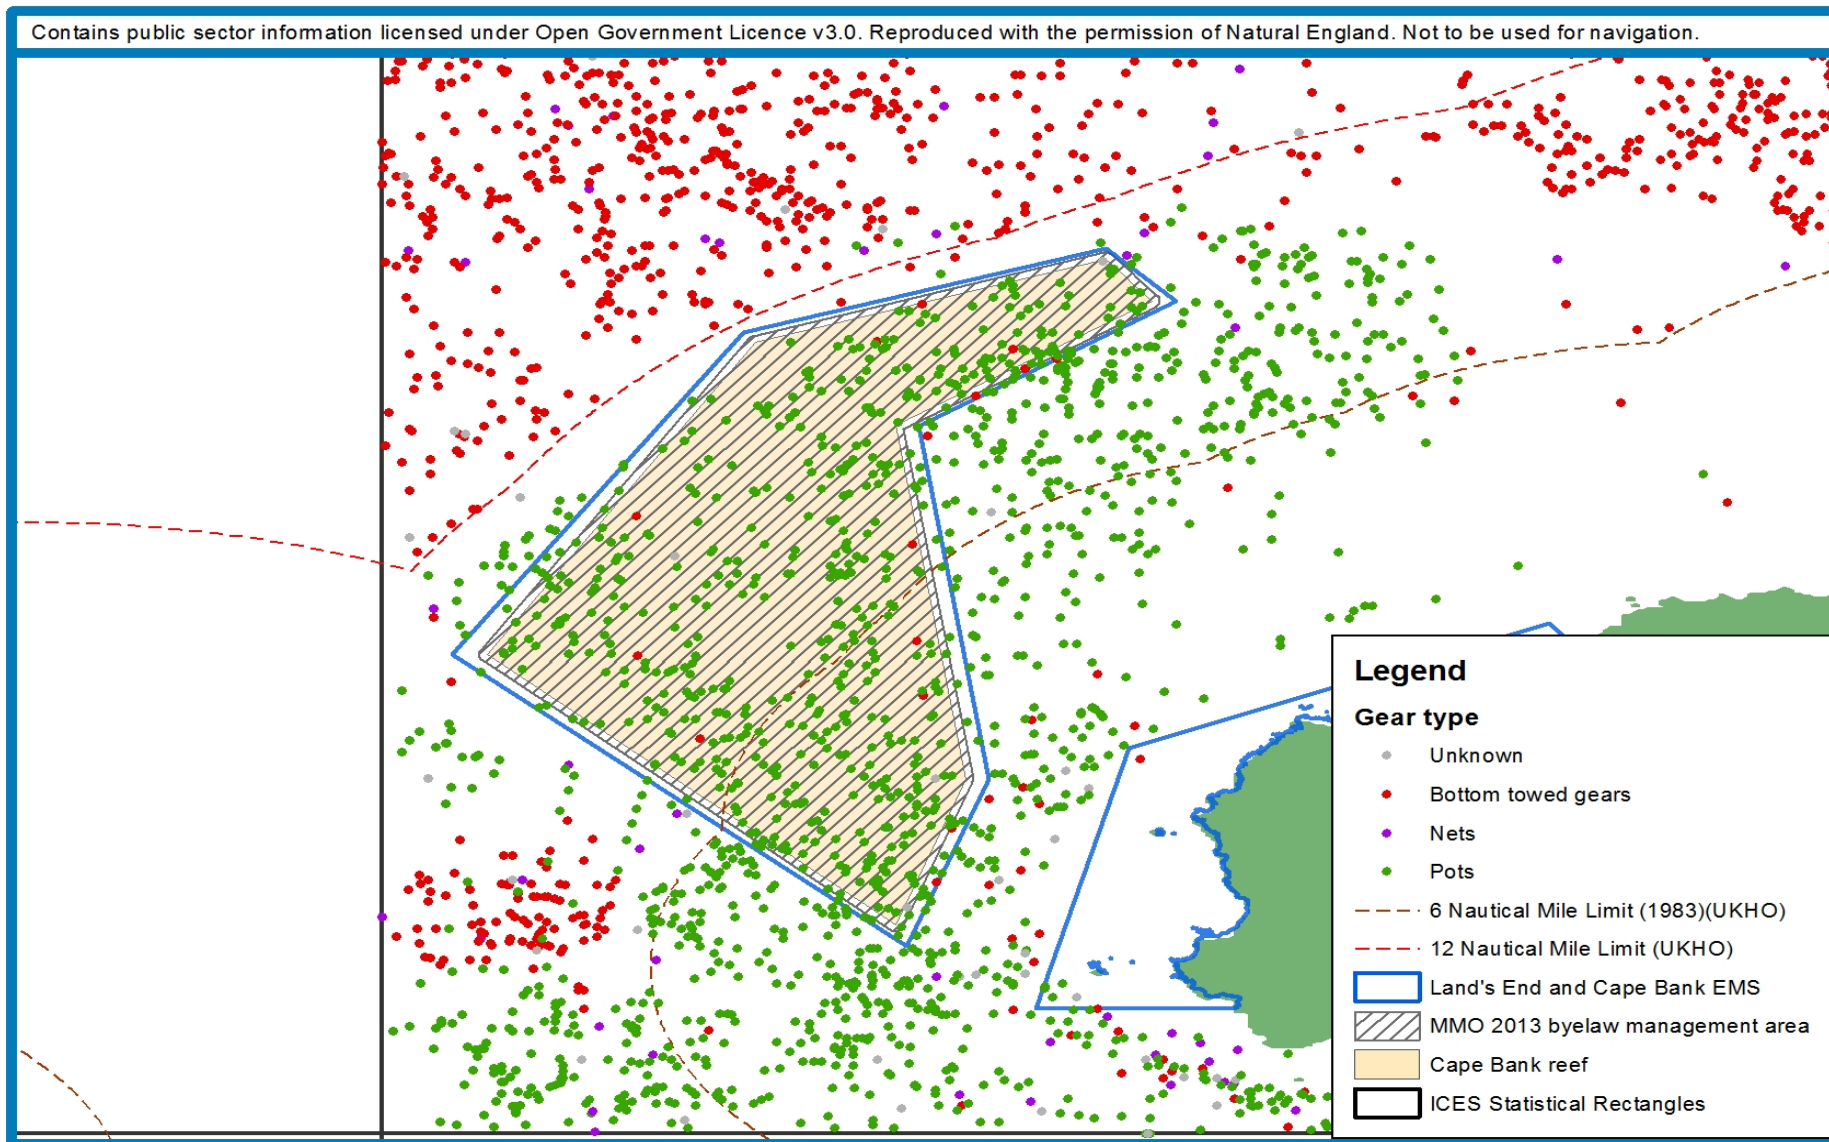 Contains public sector information licensed under Open Government Licence v3.0. Reproduced with the permission of Natural England. Not to be used for navigation.
Legend
Gear type
Unknown
Bottom towed gears
Nets
Pots
6 Nautical Mile Limit (1983)(UKHO)
12 Nautical Mile Limit (UKHO)
Land's End and Cape Bank EMS
MMO 2013 byelaw management area
Cape Bank reef
ICES Statistical Rectangles